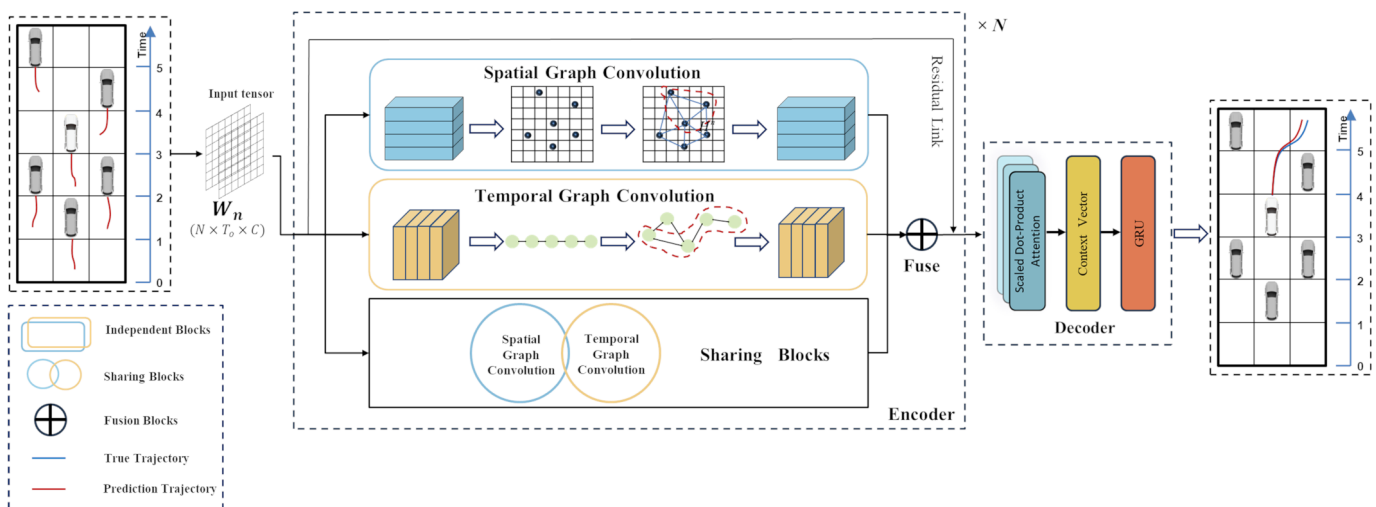 Time
5
4
3
2
1
0
Input tensor
W_n
(N × T_o × C)
× N
Residual Link
Spatial Graph Convolution
Temporal Graph Convolution
Spatial
Graph
Convolution
Temporal
Graph
Convolution
Sharing Blocks
Fuse
Encoder
Scaled Dot-Product
Attention
Context Vector
GRU
Decoder
Time
5
4
3
2
1
0
Independent Blocks
Sharing Blocks
Fusion Blocks
True Trajectory
Prediction Trajectory